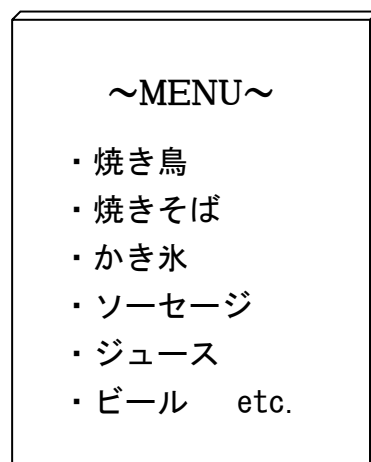 ～MENU～
・焼き鳥
・焼きそば
・かき氷
・ソーセージ
・ジュース
・ビール　etc.